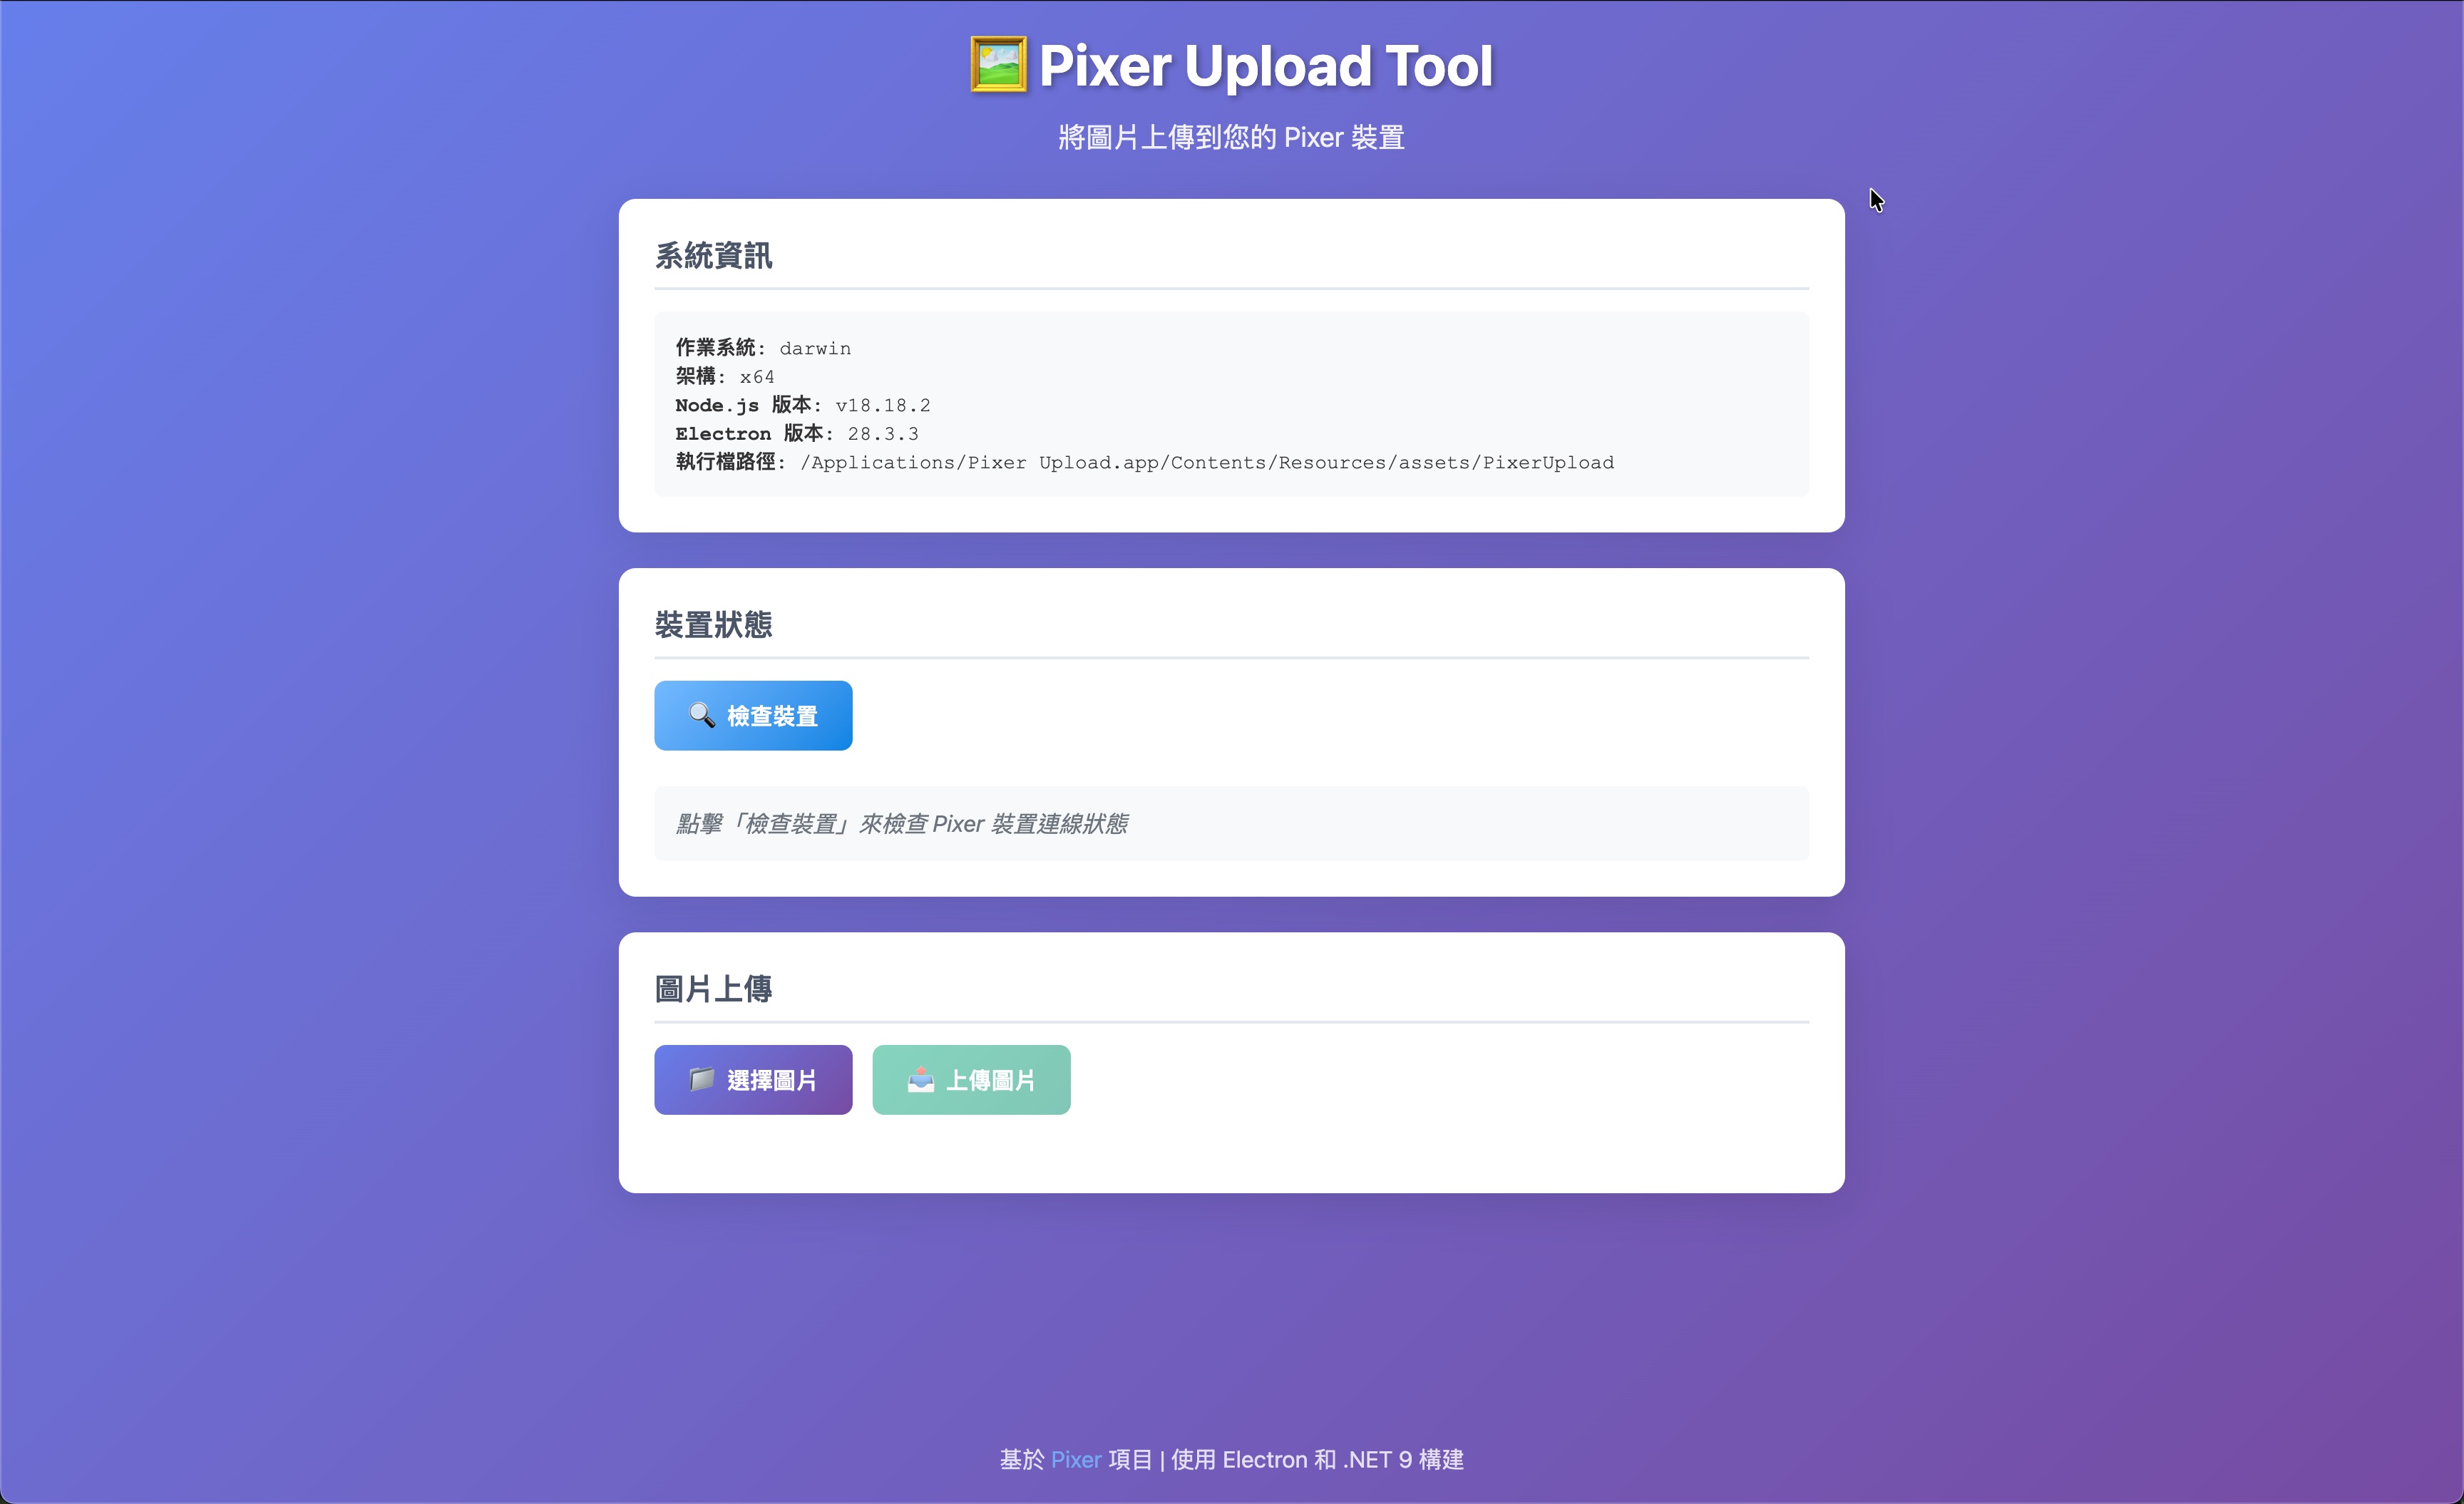 Pixer Upload Tool
將圖片上傳到您的 Pixer 裝置
系統資訊
作業系統: darwin
架構: x64
Node.js 版本: v18.18.2
Electron 版本: 28.3.3
執行檔路徑: /Applications/Pixer Upload.app/Contents/Resources/assets/PixerUpload
裝置狀態
檢查裝置
點擊「檢查裝置」來檢查 Pixer 裝置連線狀態
圖片上傳
選擇圖片
上傳圖片
基於 Pixer 項目 | 使用 Electron 和 .NET 9 構建